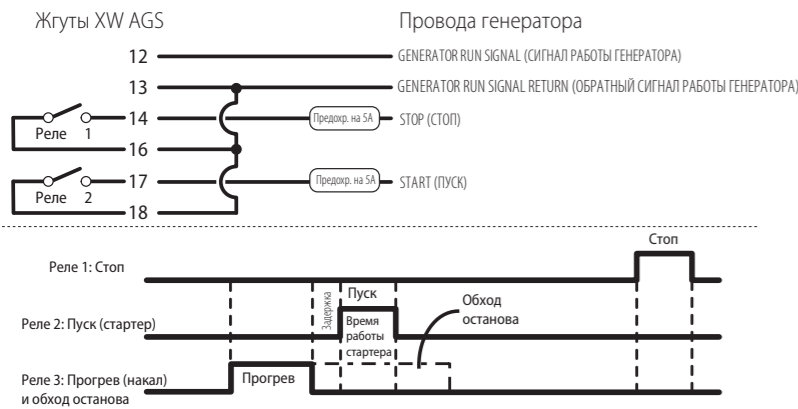 Жгуты XW AGS
Провода генератора
12
GENERATOR RUN SIGNAL (СИГНАЛ РАБОТЫ ГЕНЕРАТОРА)
13
GENERATOR RUN SIGNAL RETURN (ОБРАТНЫЙ СИГНАЛ РАБОТЫ ГЕНЕРАТОРА)
14
Предохр. на 5А
STOP (СТОП)
Реле 1
16
17
Предохр. на 5А
START (ПУСК)
Реле 2
18
Стоп
Реле 1: Стоп
Задержка
Пуск
Обход
останова
Реле 2: Пуск (стартер)
Время
работы
стартера
Реле 3: Прогрев (накал)
и обход останова
Прогрев